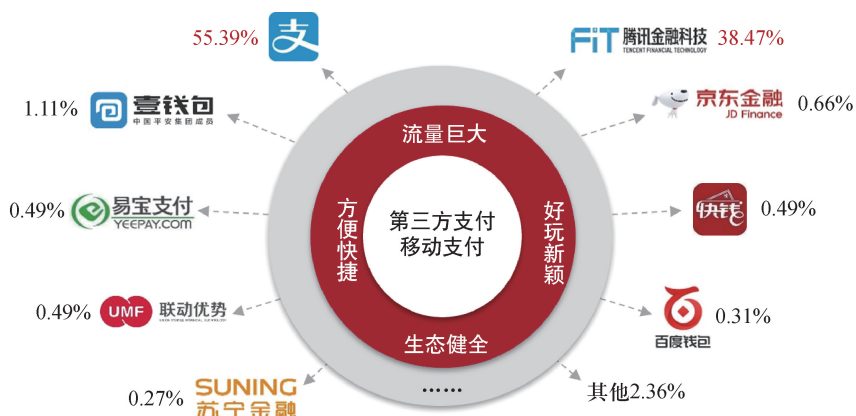 55.39%
支
FiT 腾讯金融科技 38.47%
TENCENT FINANCIAL TECHNOLOGY
1.11%
壹钱包
中国平安集团成员
京东金融 0.66%
JD Finance
流量巨大
0.49%
易宝支付
YEEPAY.COM
方便快捷
第三方支付
移动支付
好玩新颖
快钱
0.49%
0.49%
UMF 联动优势
百度钱包
0.31%
生态健全
……
0.27%
SUNING
苏宁金融
其他2.36%